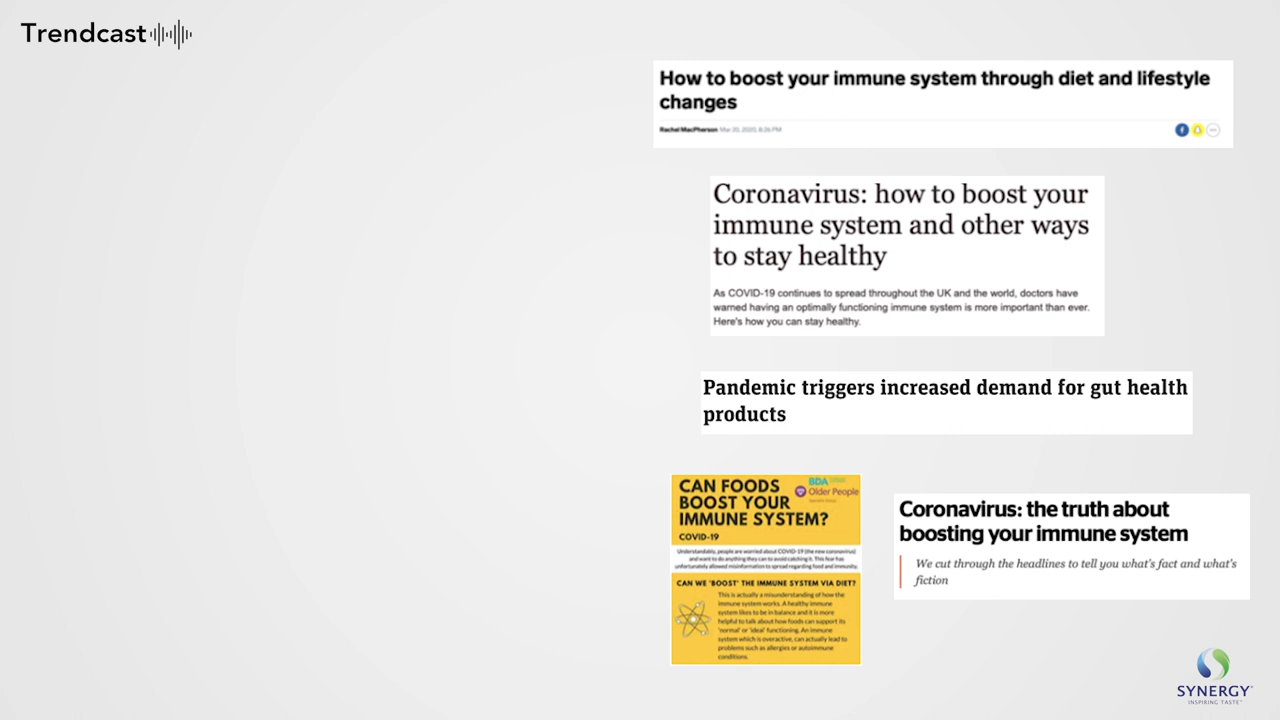 Trendcast
How to boost your immune system through diet and lifestyle
changes
Rachel MacPherson Mar 20, 2020, 8:26 PM
Coronavirus: how to boost your
immune system and other ways
to stay healthy
As COVID-19 continues to spread throughout the UK and the world, doctors have
warned having an optimally functioning immune system is more important than ever.
Here's how you can stay healthy.
Pandemic triggers increased demand for gut health
products
CAN FOODS
BOOST YOUR
IMMUNE SYSTEM?
COVID-19
BDA
Older People
Understandably, people are worried about COVID-19 (the new coronavirus)
and want to do anything they can to avoid catching it. This fear has
unfortunately allowed misinformation to spread regarding food and immunity.
CAN WE 'BOOST' THE IMMUNE SYSTEM VIA DIET?
This is actually a misunderstanding of how the
immune system works. A healthy immune
system likes to be in balance and it is more
helpful to talk about how foods can support its
'normal' or 'ideal' functioning. An immune
system which is overactive, can actually lead to
problems such as allergies or autoimmune
conditions.
Coronavirus: the truth about
boosting your immune system
We cut through the headlines to tell you what's fact and what's
fiction
SYNERGY
INSPIRING TASTE